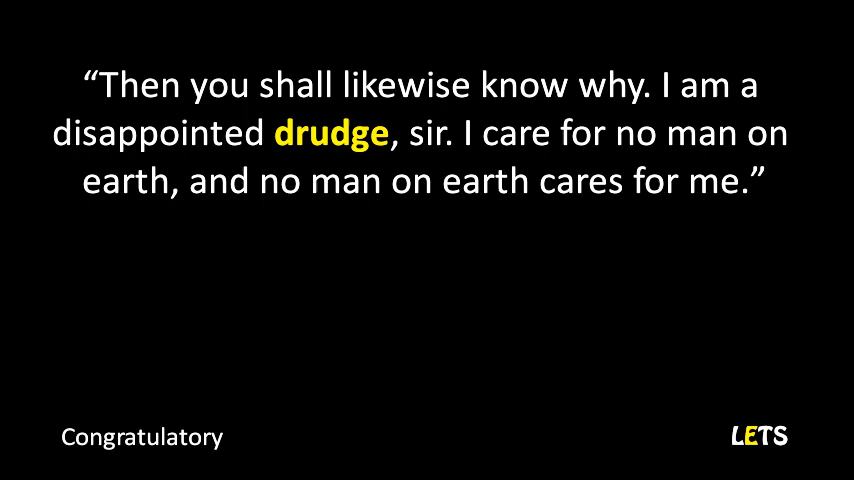 “Then you shall likewise know why. I am a
disappointed drudge, sir. I care for no man on
earth, and no man on earth cares for me.”
Congratulatory
LETS